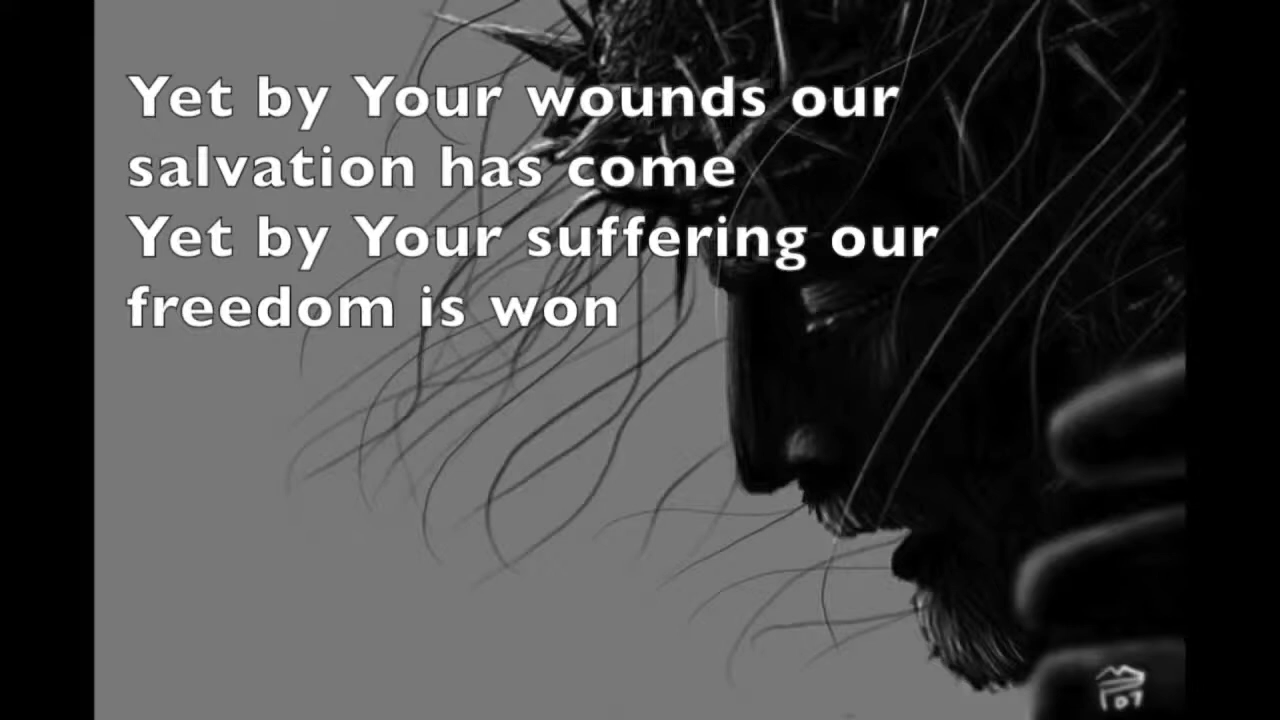 Yet by Your wounds our
salvation has come
Yet by Your suffering our
freedom is won